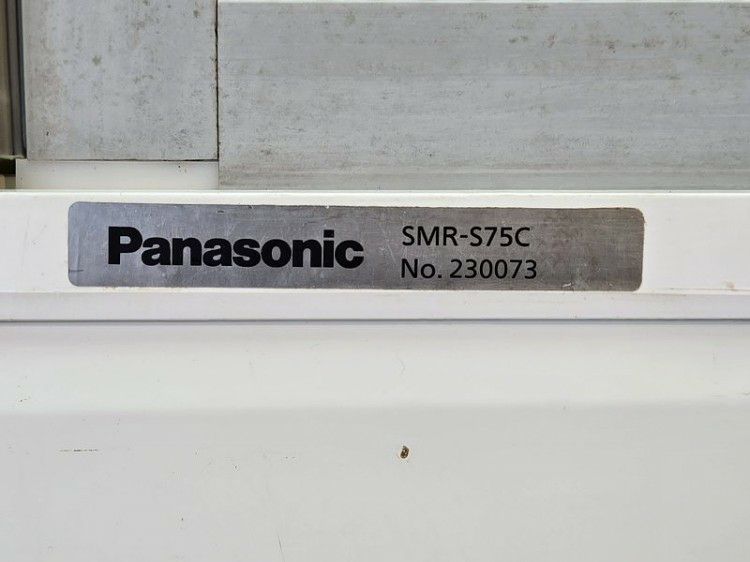 Panasonic
SMR-S75C
No. 230073